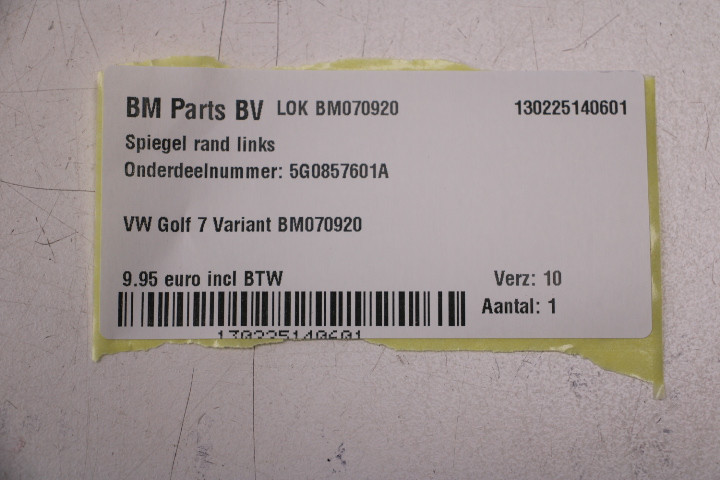 BM Parts BV LOK BM070920 130225140601
Spiegel rand links
Onderdeelnummer: 5G0857601A
VW Golf 7 Variant BM070920
9.95 euro incl BTW Verz: 10
Aantal: 1
130225140601